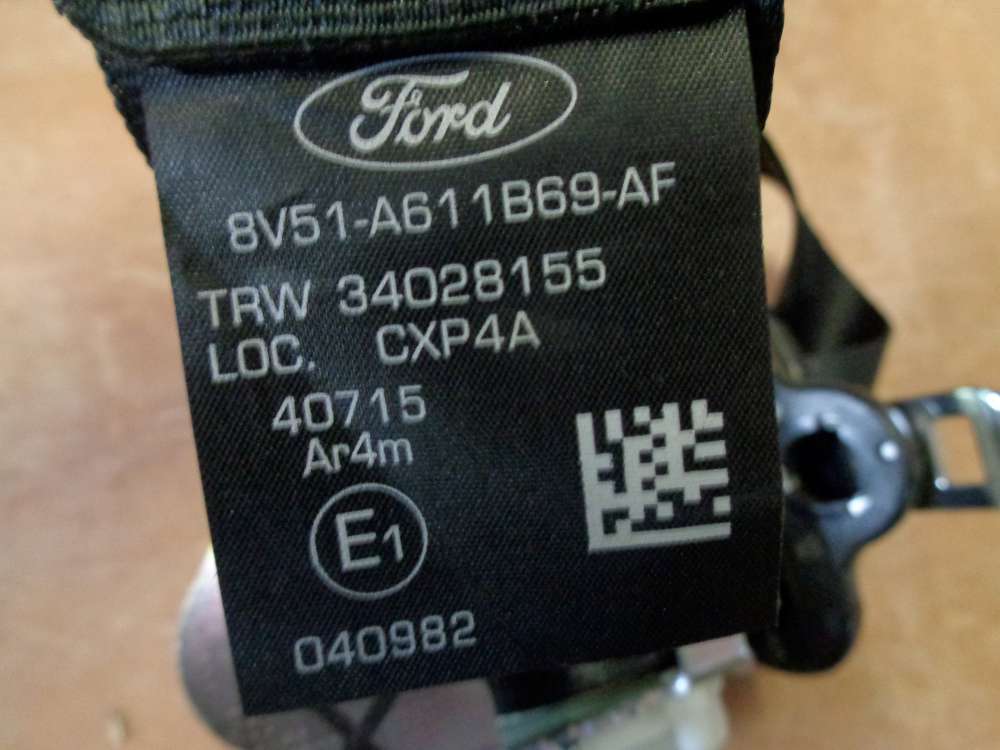 Ford
8V51-A611B69-AF
TRW 34028155
LOC. CXP4A
40715
Ar4m
E1
040982